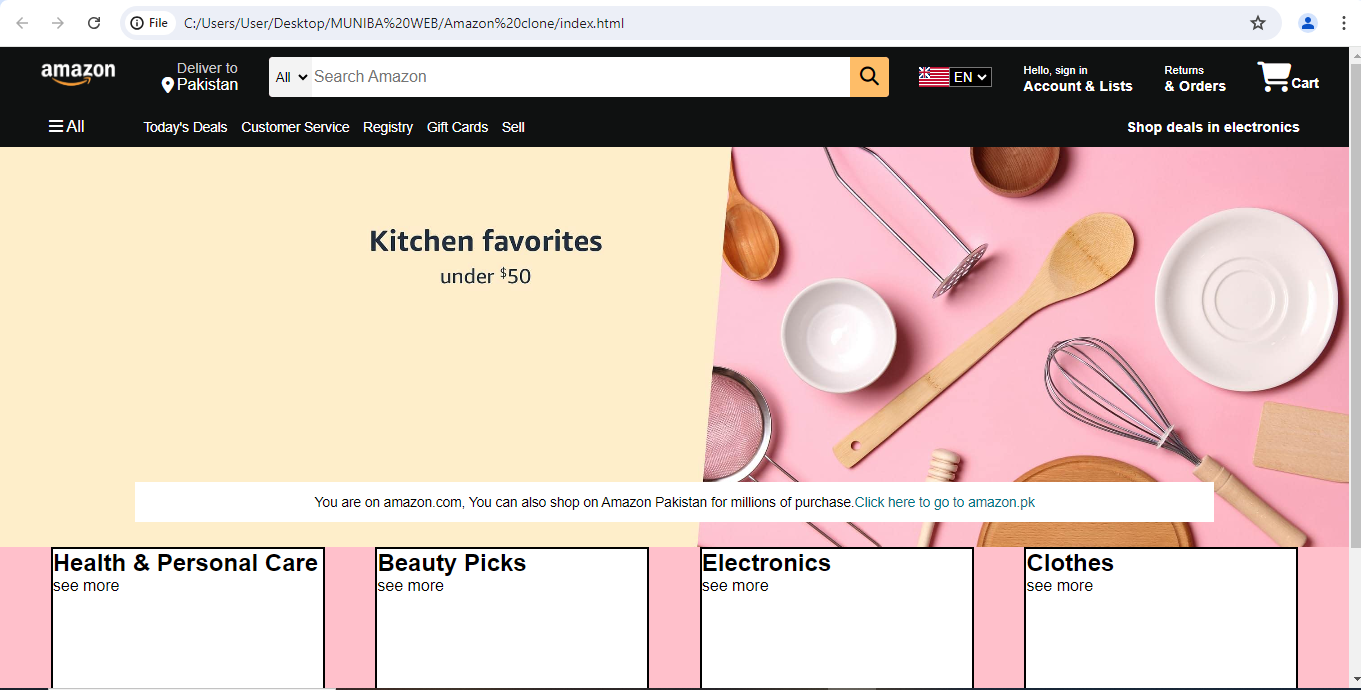 File C:/Users/User/Desktop/MUNIBA%20WEB/Amazon%20clone/index.html
amazon
Deliver to
Pakistan
All
Search Amazon
EN
Hello, sign in
Account & Lists
Returns
& Orders
Cart
All
Today's Deals
Customer Service
Registry
Gift Cards
Sell
Shop deals in electronics
Kitchen favorites
under $50
You are on amazon.com, You can also shop on Amazon Pakistan for millions of purchase.Click here to go to amazon.pk
Health & Personal Care
see more
Beauty Picks
see more
Electronics
see more
Clothes
see more